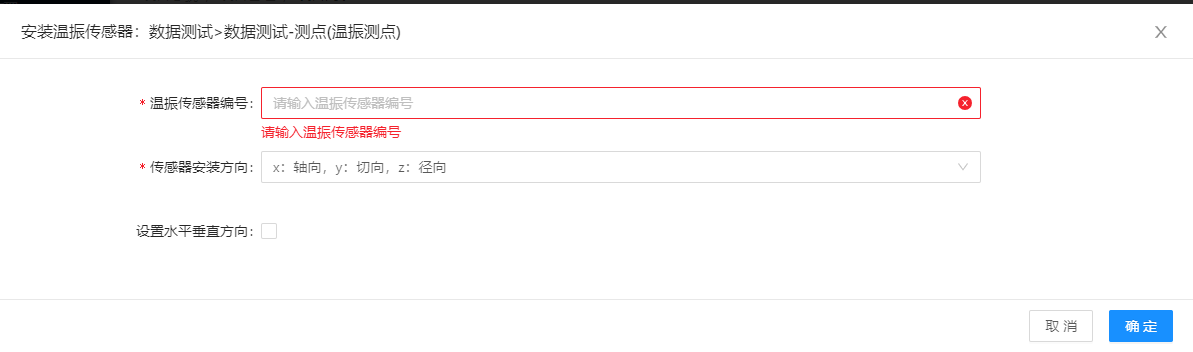 安装温振传感器：数据测试>数据测试-测点(温振测点)
* 温振传感器编号：请输入温振传感器编号
请输入温振传感器编号
* 传感器安装方向：x：轴向，y：切向，z：径向
设置水平垂直方向：
取 消 确 定